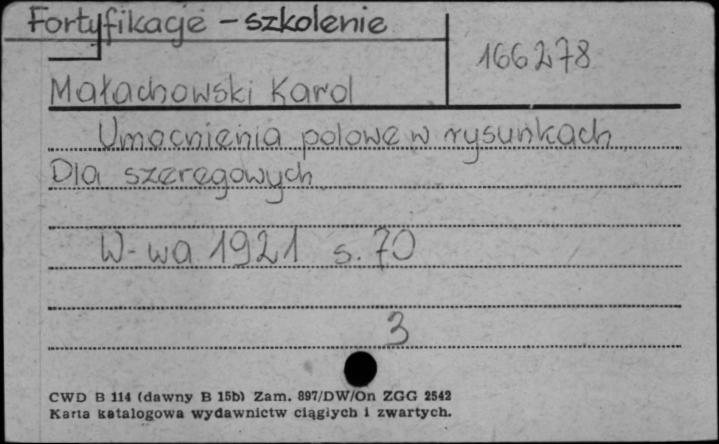 Fortyfikacje - szkolenie
166278
Małachowski Karol
Umocnienia polowe w rysunkach
Dla szeregowych
W-wa 1921 s. 70
3
CWD B 114 (dawny B 15b) Zam. 897/DW/On ZGG 2542
Karta katalogowa wydawnictw ciągłych i zwartych.